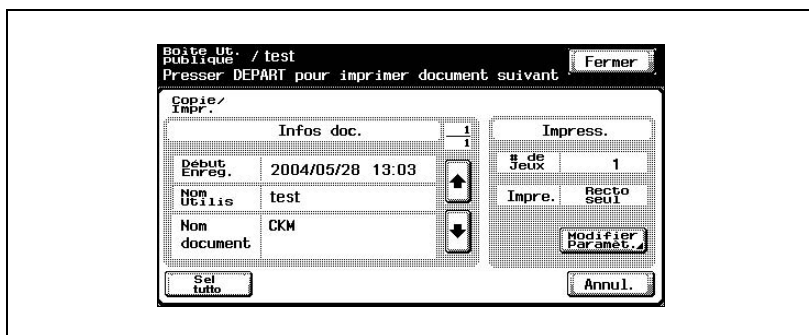 Boîte Ut.
Publique / test
Fermer
Presser DEPART pour imprimer document suivant
Copie/
Impr.
Infos doc.
1
1
Début
Enreg.
2004/05/28 13:03
Nom
Utilis
test
Nom
document
CKM
Impress.
# de
Jeux
1
Impre.
Recto
seul
Modifier
Paramèt.
Sel
tutto
Annul.